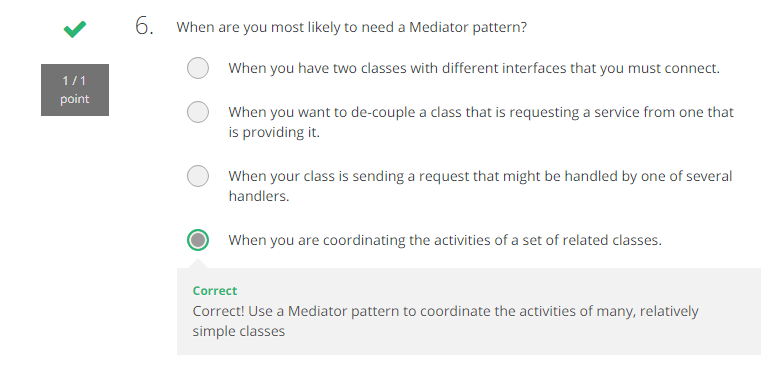 6. When are you most likely to need a Mediator pattern?
1 / 1
point
When you have two classes with different interfaces that you must connect.
When you want to de-couple a class that is requesting a service from one that
is providing it.
When your class is sending a request that might be handled by one of several
handlers.
When you are coordinating the activities of a set of related classes.
Correct
Correct! Use a Mediator pattern to coordinate the activities of many, relatively
simple classes